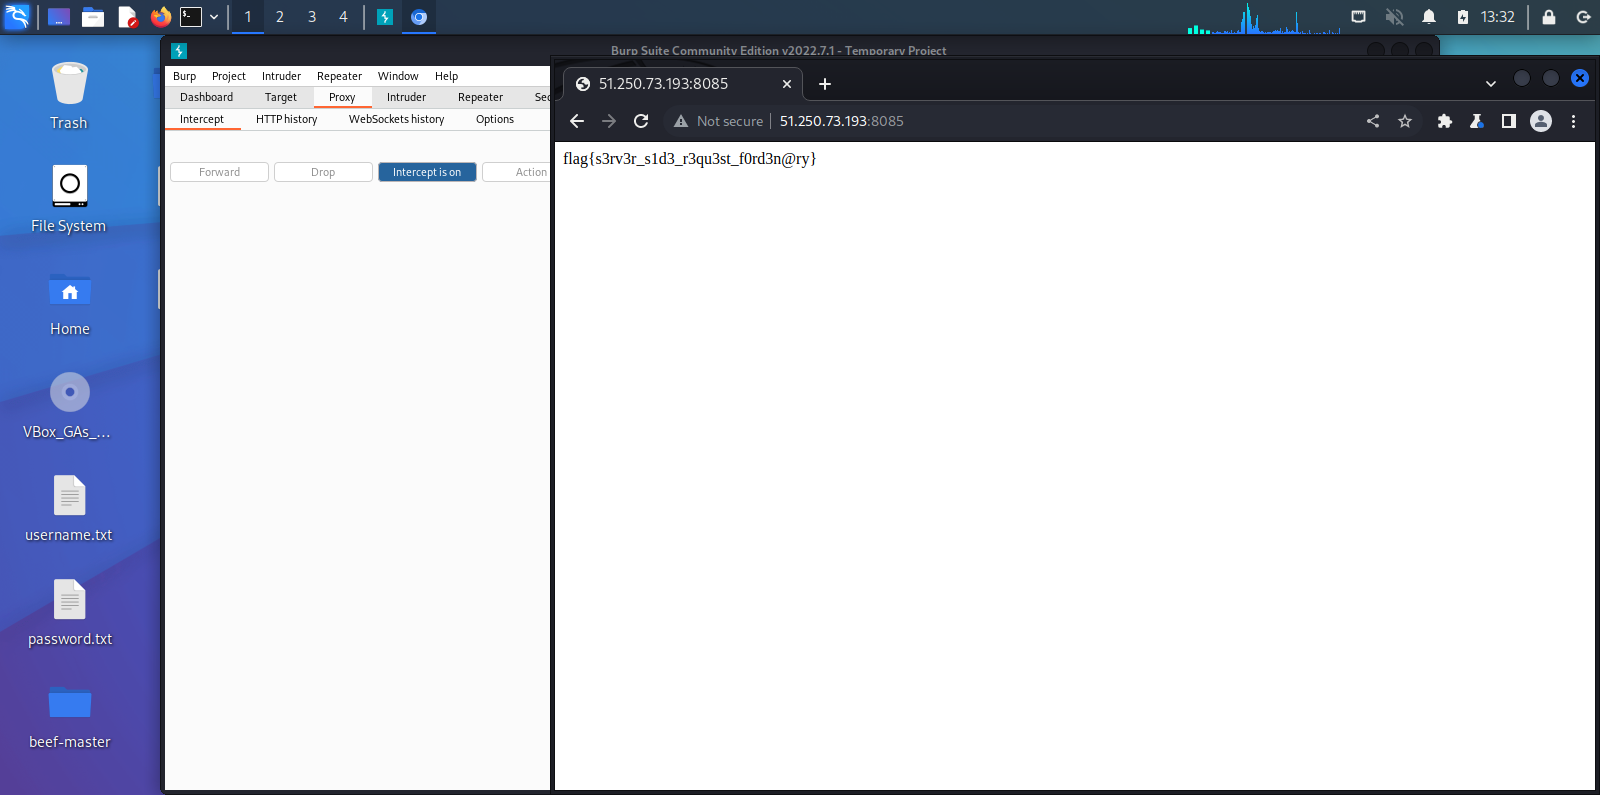 1 2 3 4 13:32
Trash
File System
Home
VBox_GAs_...
username.txt
password.txt
beef-master
Burp Suite Community Edition v2022.7.1 - Temporary Project
Burp Project Intruder Repeater Window Help
Dashboard Target Proxy Intruder Repeater
Intercept HTTP history WebSockets history Options
Forward Drop Intercept is on Action
51.250.73.193:8085
Not secure 51.250.73.193:8085
flag{s3rv3r_s1d3_r3qu3st_f0rd3n@ry}